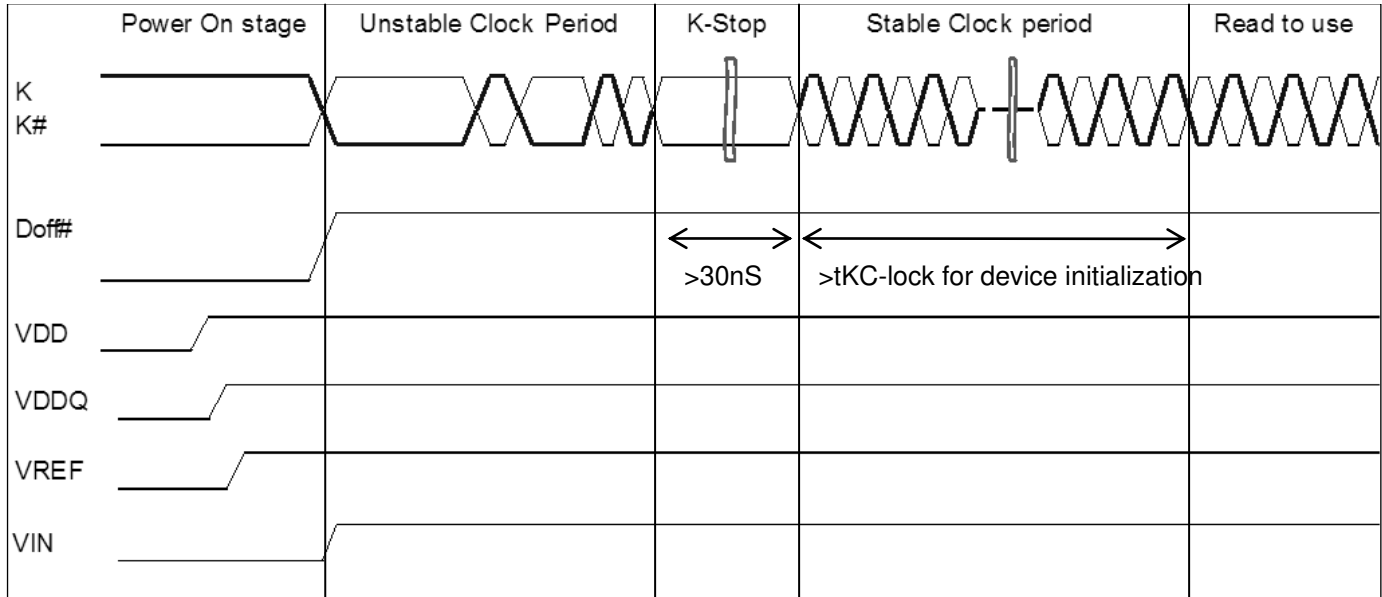 Power On stage
Unstable Clock Period
K-Stop
Stable Clock period
Read to use
K
K#
Doff#
>30nS
>tKC-lock for device initialization
VDD
VDDQ
VREF
VIN